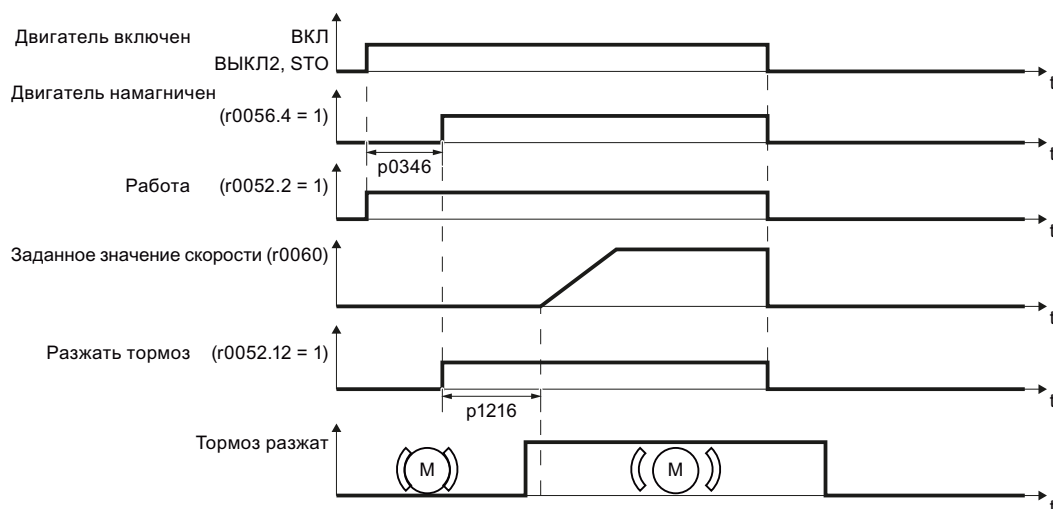 Двигатель включен ВКЛ
ВЫКЛ2, STO
t
Двигатель намагничен
(r0056.4 = 1)
t
p0346
Работа (r0052.2 = 1)
t
Заданное значение скорости (r0060)
t
Разжать тормоз (r0052.12 = 1)
t
p1216
Тормоз разжат
M M
t